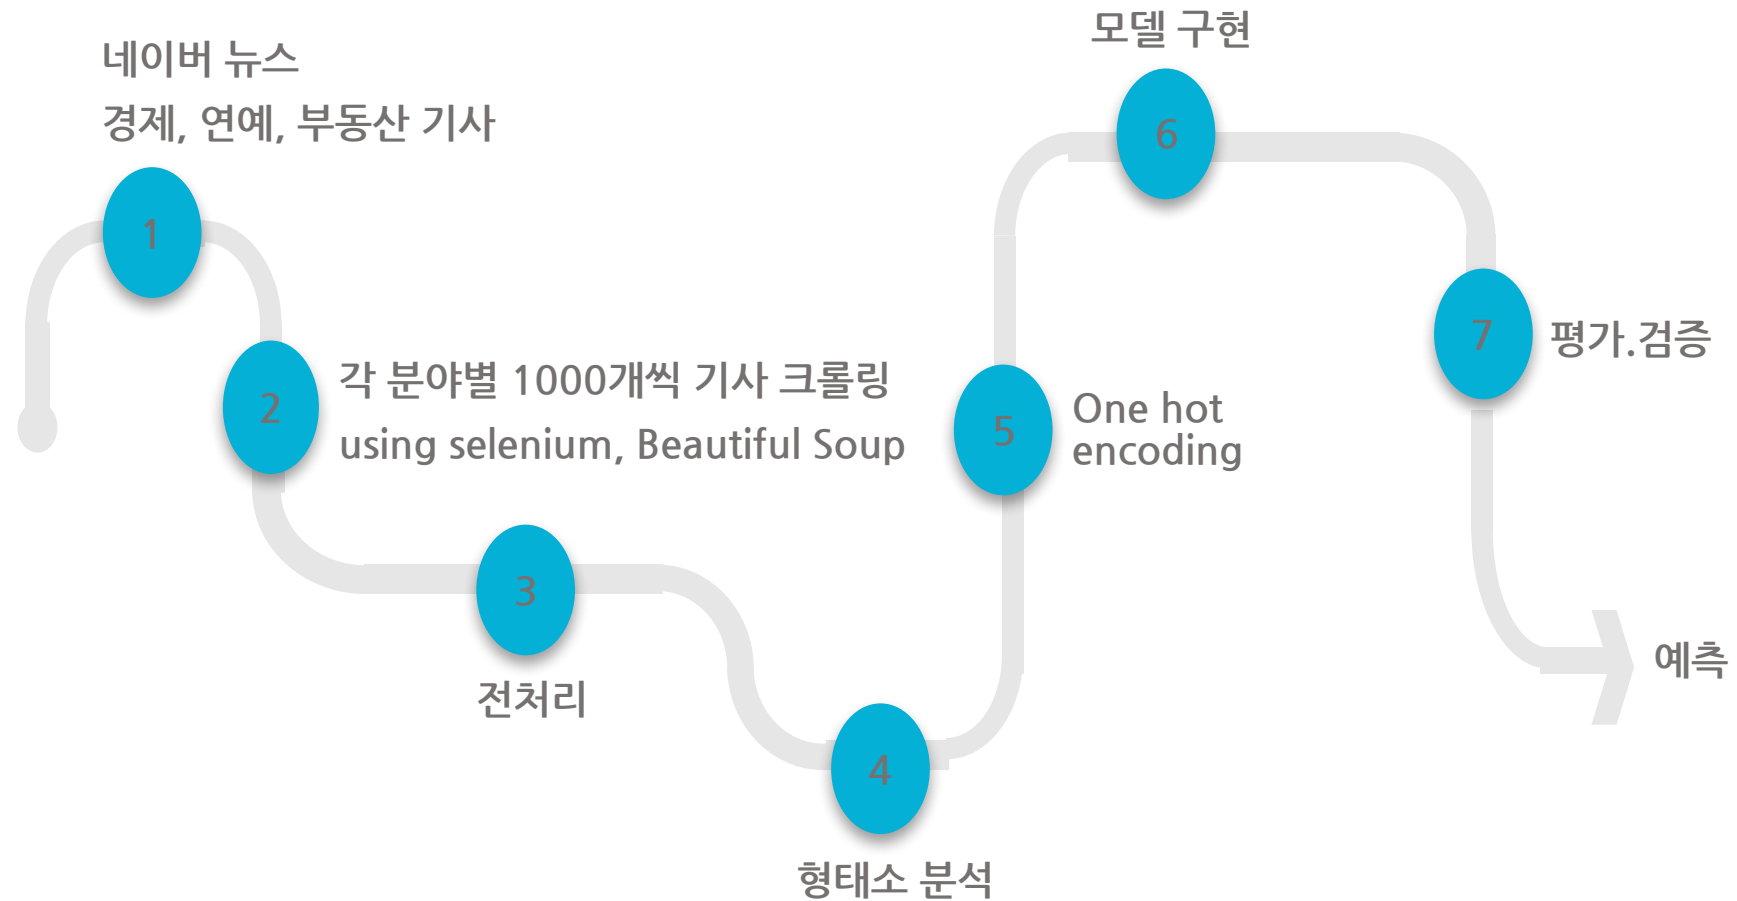 네이버 뉴스
경제, 연예, 부동산 기사
1
2
각 분야별 1000개씩 기사 크롤링
using selenium, Beautiful Soup
3
전처리
4
형태소 분석
5
One hot
encoding
모델 구현
6
7
평가.검증
예측